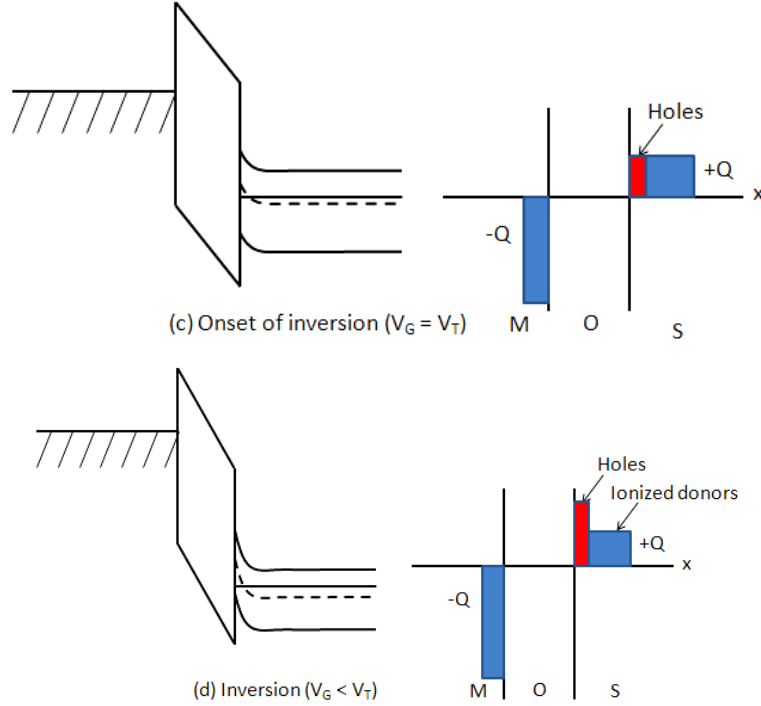 Holes
+Q
x
-Q
(c) Onset of inversion (V_G = V_T)
M
O
S
Holes
Ionized donors
+Q
x
-Q
(d) Inversion (V_G < V_T)
M
O
S